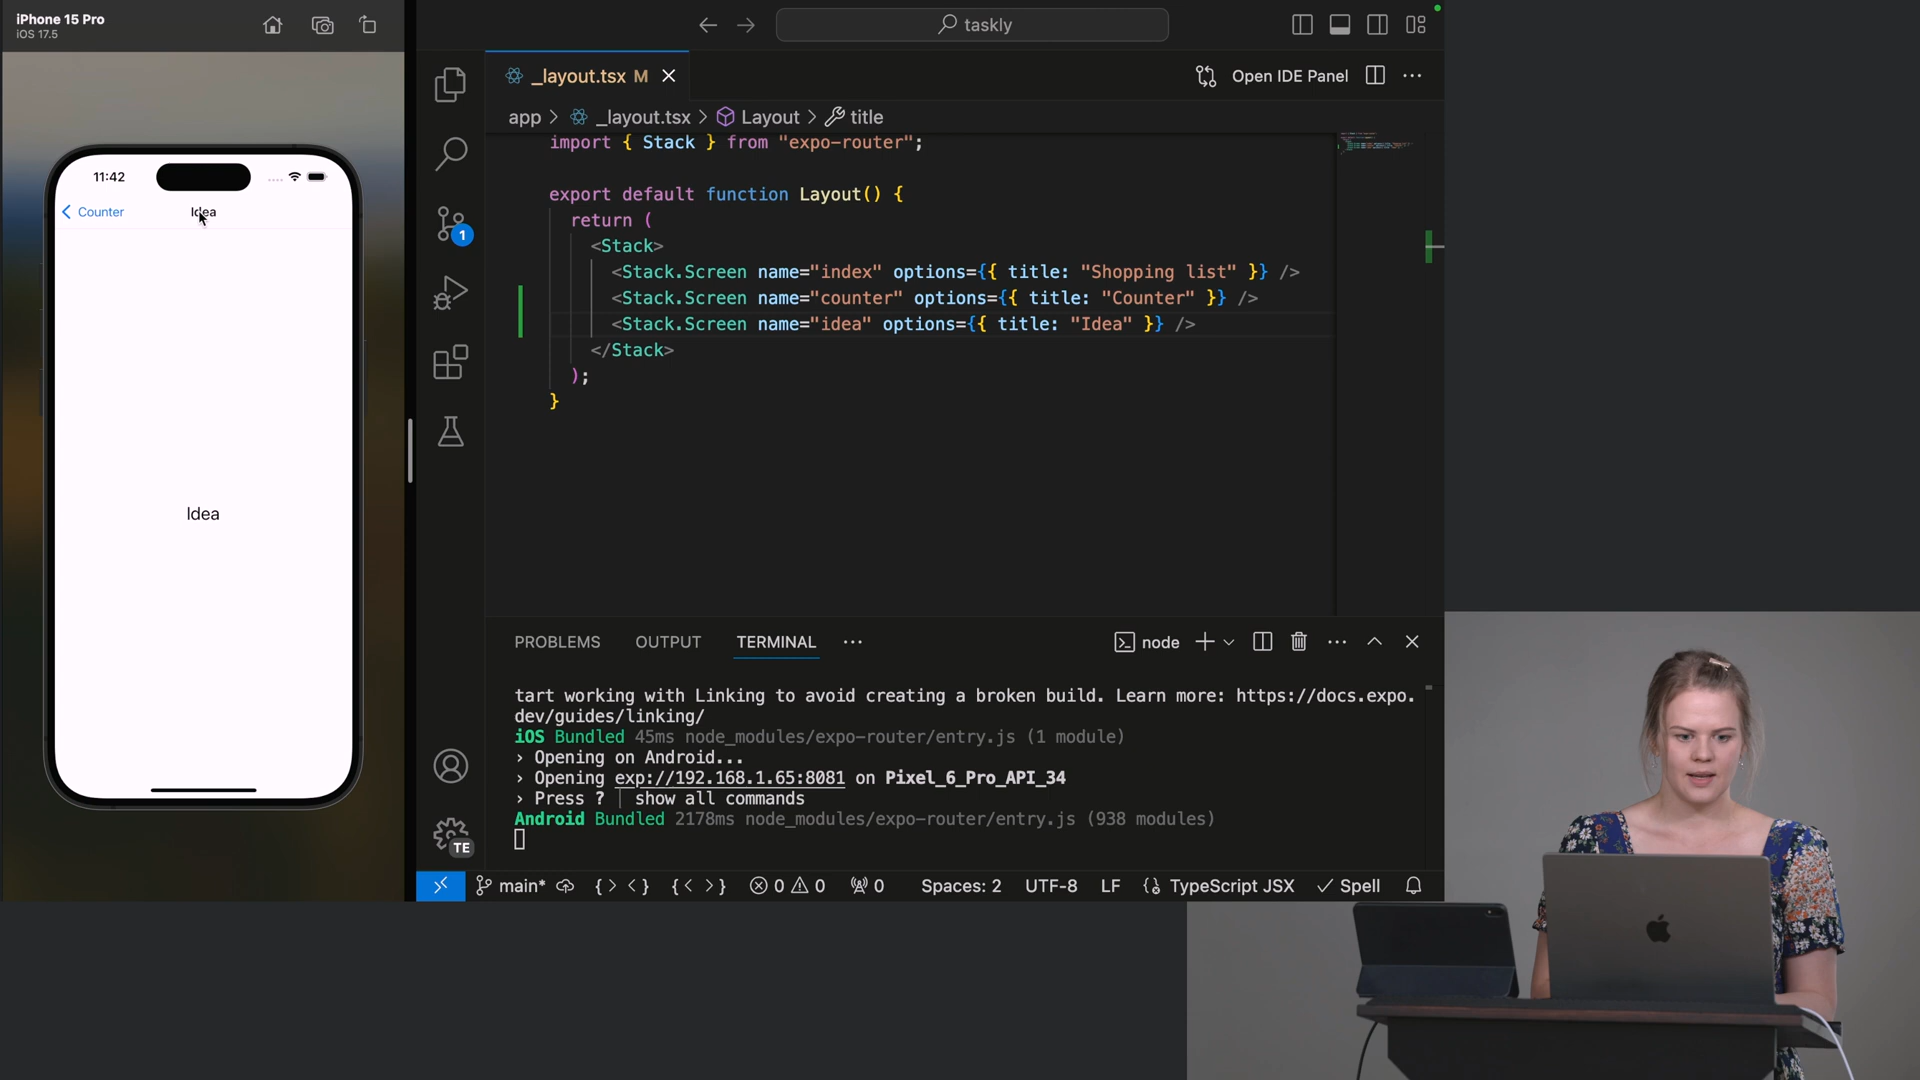 iPhone 15 Pro
iOS 17.5
11:42
Counter
Idea
Idea
taskly
_layout.tsx M
Open IDE Panel
app > _layout.tsx > Layout > title
import { Stack } from "expo-router";
export default function Layout() {
return (
<Stack>
<Stack.Screen name="index" options={{ title: "Shopping list" }} />
<Stack.Screen name="counter" options={{ title: "Counter" }} />
<Stack.Screen name="idea" options={{ title: "Idea" }} />
</Stack>
);
}
1
PROBLEMS OUTPUT TERMINAL
node
tart working with Linking to avoid creating a broken build. Learn more: https://docs.expo.
dev/guides/linking/
iOS Bundled 45ms node_modules/expo-router/entry.js (1 module)
› Opening on Android...
› Opening exp://192.168.1.65:8081 on Pixel_6_Pro_API_34
› Press ? │ show all commands
Android Bundled 2178ms node_modules/expo-router/entry.js (938 modules)
TE
main* {> <} {< >} 0 0 0 Spaces: 2 UTF-8 LF TypeScript JSX Spell